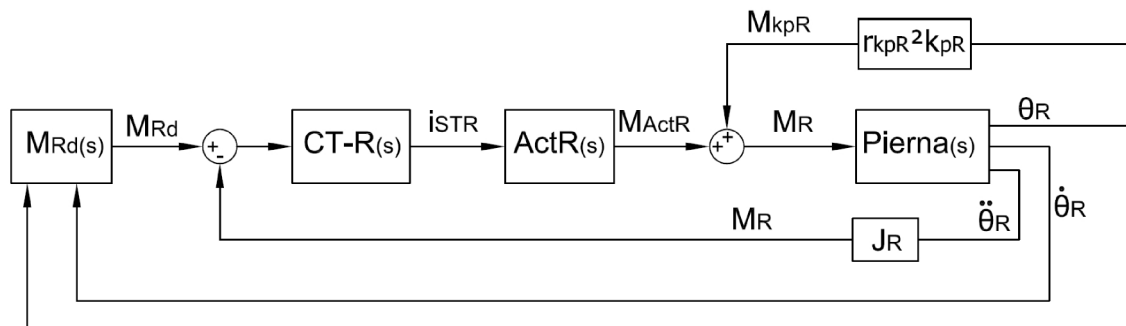 MkpR
rkpR²kpR
MRd(s)
MRd
+
-
CT-R(s)
iSTR
ActR(s)
MActR
+
+
MR
Pierna(s)
θR
θ̇R
θ̈R
JR
MR